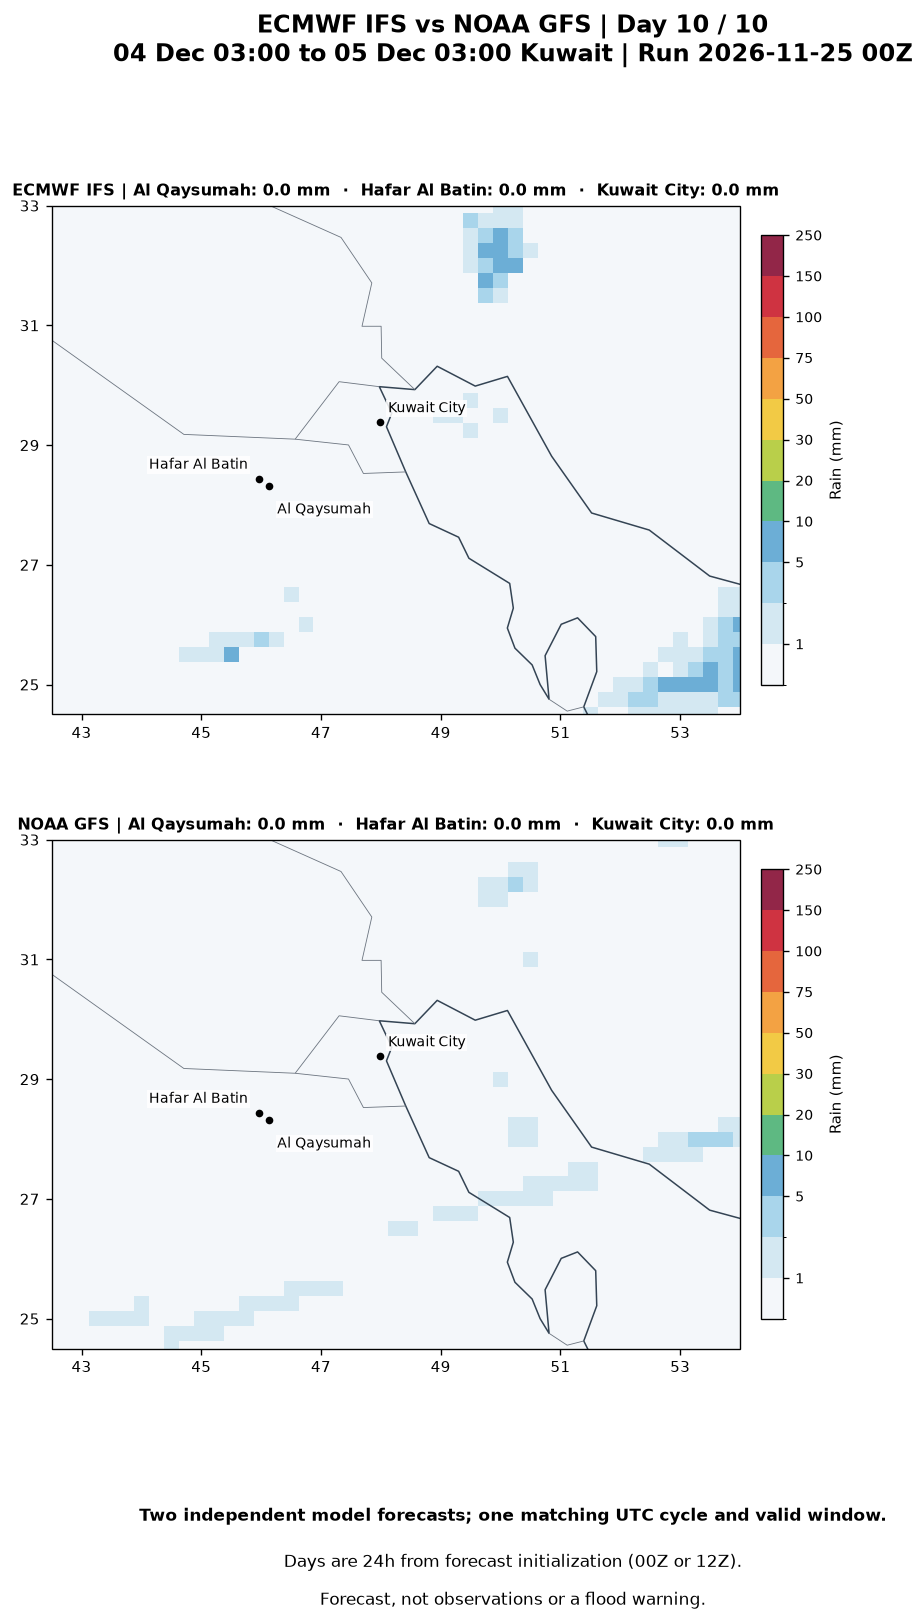 ECMWF IFS vs NOAA GFS | Day 10 / 10
04 Dec 03:00 to 05 Dec 03:00 Kuwait | Run 2026-11-25 00Z
ECMWF IFS | Al Qaysumah: 0.0 mm · Hafar Al Batin: 0.0 mm · Kuwait City: 0.0 mm
33
31
29
27
25
Kuwait City
Hafar Al Batin
Al Qaysumah
43 45 47 49 51 53
250
150
100
75
50
30
20
10
5
1
Rain (mm)
NOAA GFS | Al Qaysumah: 0.0 mm · Hafar Al Batin: 0.0 mm · Kuwait City: 0.0 mm
33
31
29
27
25
Kuwait City
Hafar Al Batin
Al Qaysumah
43 45 47 49 51 53
250
150
100
75
50
30
20
10
5
1
Rain (mm)
Two independent model forecasts; one matching UTC cycle and valid window.
Days are 24h from forecast initialization (00Z or 12Z).
Forecast, not observations or a flood warning.